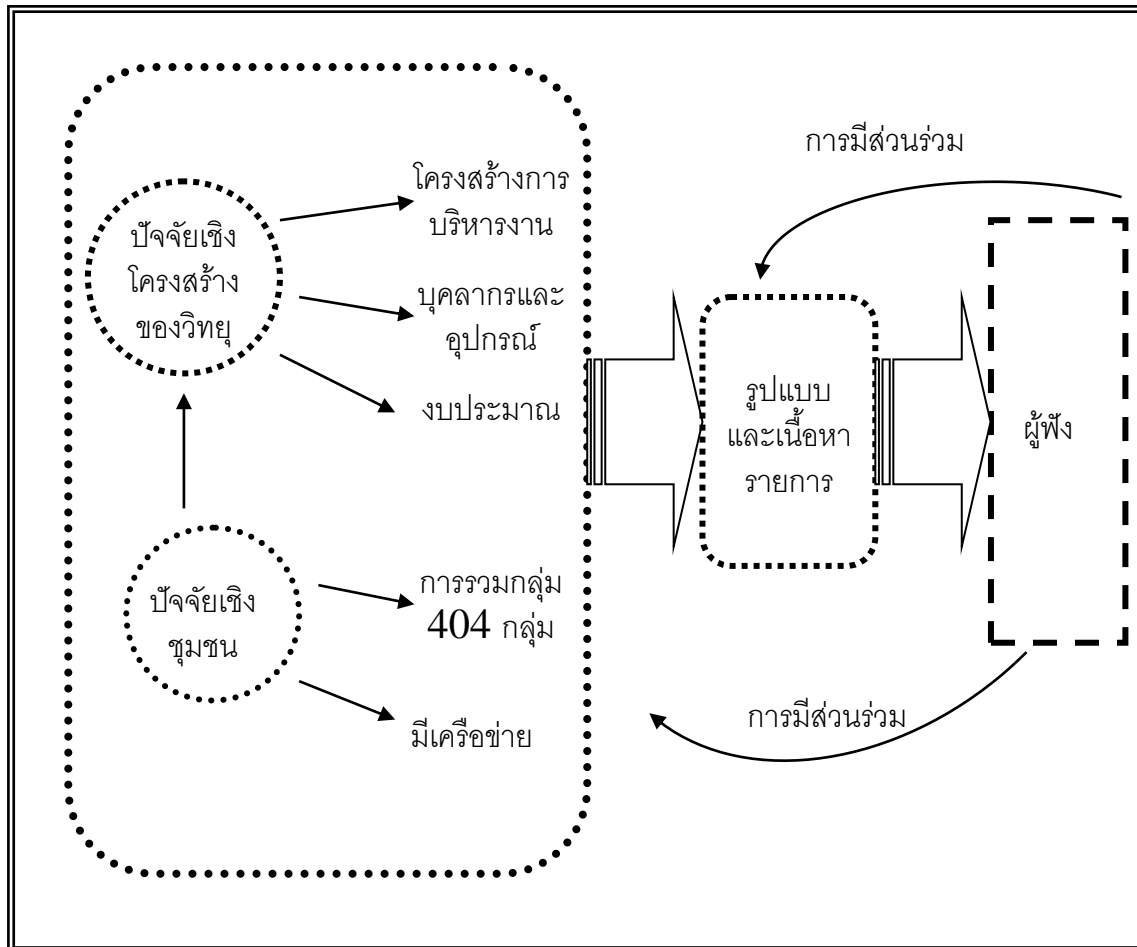 การมีส่วนร่วม
โครงสร้างการ
บริหารงาน
ปัจจัยเชิง
โครงสร้าง
ของวิทยุ
บุคลากรและ
อุปกรณ์
งบประมาณ
รูปแบบ
และเนื้อหา
รายการ
ผู้ฟัง
ปัจจัยเชิง
ชุมชน
การรวมกลุ่ม
404 กลุ่ม
มีเครือข่าย
การมีส่วนร่วม